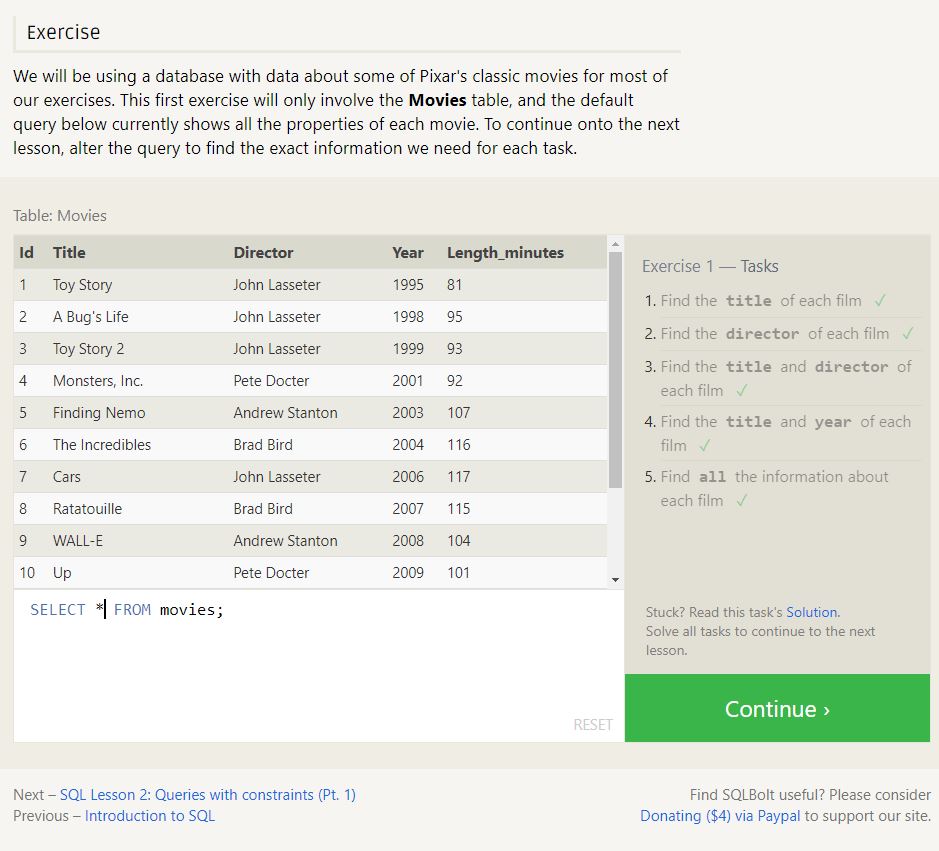 Exercise
We will be using a database with data about some of Pixar's classic movies for most of
our exercises. This first exercise will only involve the Movies table, and the default
query below currently shows all the properties of each movie. To continue onto the next
lesson, alter the query to find the exact information we need for each task.
Table: Movies
Id Title Director Year Length_minutes
1 Toy Story John Lasseter 1995 81
2 A Bug's Life John Lasseter 1998 95
3 Toy Story 2 John Lasseter 1999 93
4 Monsters, Inc. Pete Docter 2001 92
5 Finding Nemo Andrew Stanton 2003 107
6 The Incredibles Brad Bird 2004 116
7 Cars John Lasseter 2006 117
8 Ratatouille Brad Bird 2007 115
9 WALL-E Andrew Stanton 2008 104
10 Up Pete Docter 2009 101
SELECT * FROM movies;
RESET
Exercise 1 — Tasks
1. Find the title of each film ✓
2. Find the director of each film ✓
3. Find the title and director of
each film ✓
4. Find the title and year of each
film ✓
5. Find all the information about
each film ✓
Stuck? Read this task's Solution.
Solve all tasks to continue to the next
lesson.
Continue ›
Next – SQL Lesson 2: Queries with constraints (Pt. 1)
Previous – Introduction to SQL
Find SQLBolt useful? Please consider
Donating ($4) via Paypal to support our site.